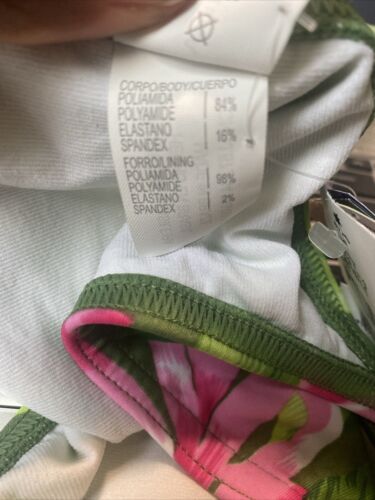 CORPO/BODY/CUERPO
POLIAMIDA
POLYAMIDE 84%
ELASTANO
SPANDEX 16%
FORRO/LINING
POLIAMIDA
POLYAMIDE 98%
ELASTANO
SPANDEX 2%